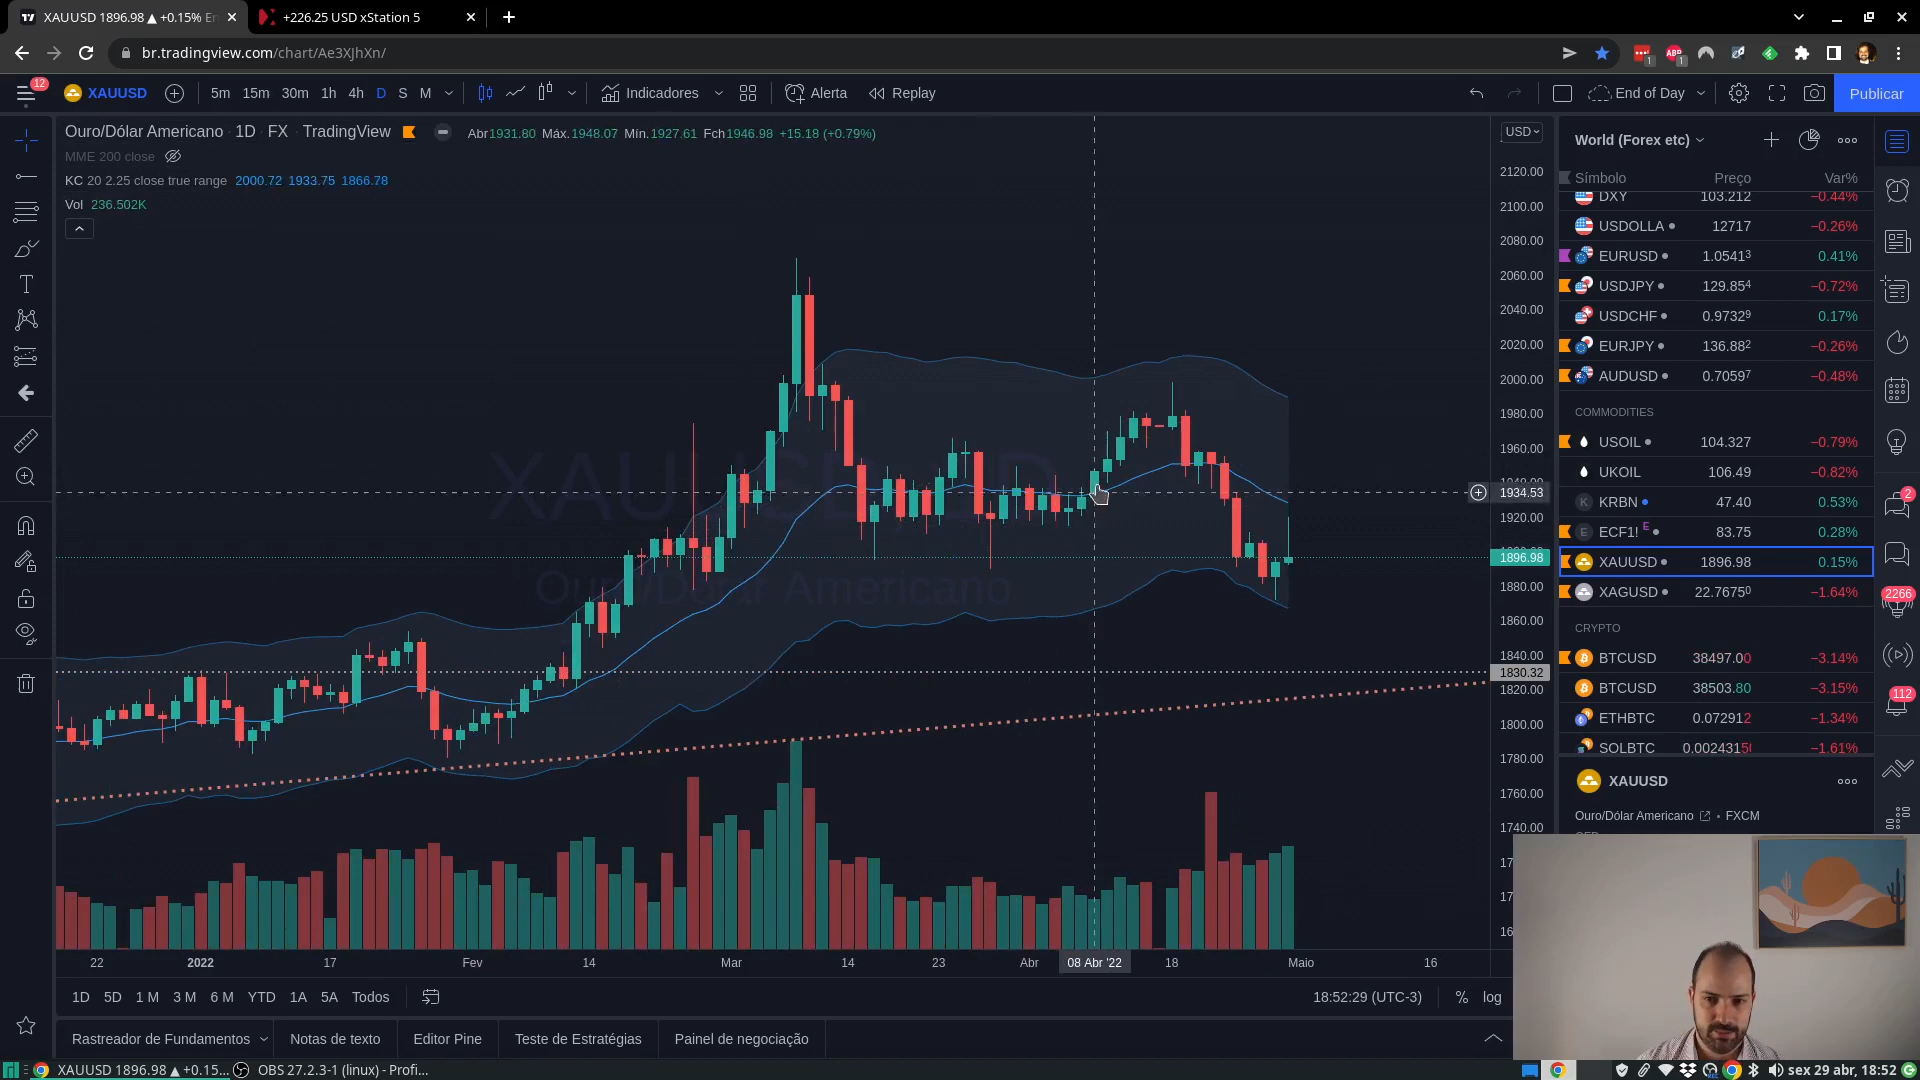 XAUUSD 1896.98 ▲ +0.15% En
+226.25 USD xStation 5
br.tradingview.com/chart/Ae3XJhXn/
12
XAUUSD
5m 15m 30m 1h 4h D S M
Indicadores
Alerta
Replay
End of Day
Publicar
Ouro/Dólar Americano 1D FX TradingView
Abr1931.80 Máx.1948.07 Mín.1927.61 Fch1946.98 +15.18 (+0.79%)
MME 200 close
KC 20 2.25 close true range 2000.72 1933.75 1866.78
Vol 236.502K
USD
2120.00
2100.00
2080.00
2060.00
2040.00
2020.00
2000.00
1980.00
1960.00
1934.53
1920.00
1896.98
1880.00
1860.00
1840.00
1830.32
1820.00
1800.00
1780.00
1760.00
1740.00
Ouro/Dólar Americano
22 2022 17 Fev 14 Mar 14 23 Abr 08 Abr '22 18 Maio 16
1D 5D 1 M 3 M 6 M YTD 1A 5A Todos
18:52:29 (UTC-3) % log
Rastreador de Fundamentos Notas de texto Editor Pine Teste de Estratégias Painel de negociação
World (Forex etc)
Símbolo Preço Var%
DXY 103.212 −0.44%
USDOLLA 12717 −0.26%
EURUSD 1.05413 0.41%
USDJPY 129.854 −0.72%
USDCHF 0.97329 0.17%
EURJPY 136.882 −0.26%
AUDUSD 0.70597 −0.48%
COMMODITIES
USOIL 104.327 −0.79%
UKOIL 106.49 −0.82%
KRBN 47.40 0.53%
ECF1! E 83.75 0.28%
XAUUSD 1896.98 0.15%
XAGUSD 22.76750 −1.64%
CRYPTO
BTCUSD 38497.00 −3.14%
BTCUSD 38503.80 −3.15%
ETHBTC 0.072912 −1.34%
SOLBTC 0.0024315 −1.61%
XAUUSD
Ouro/Dólar Americano • FXCM
2
2266
112
XAUUSD 1896.98 ▲ +0.15...
OBS 27.2.3-1 (linux) - Profi...
sex 29 abr, 18:52